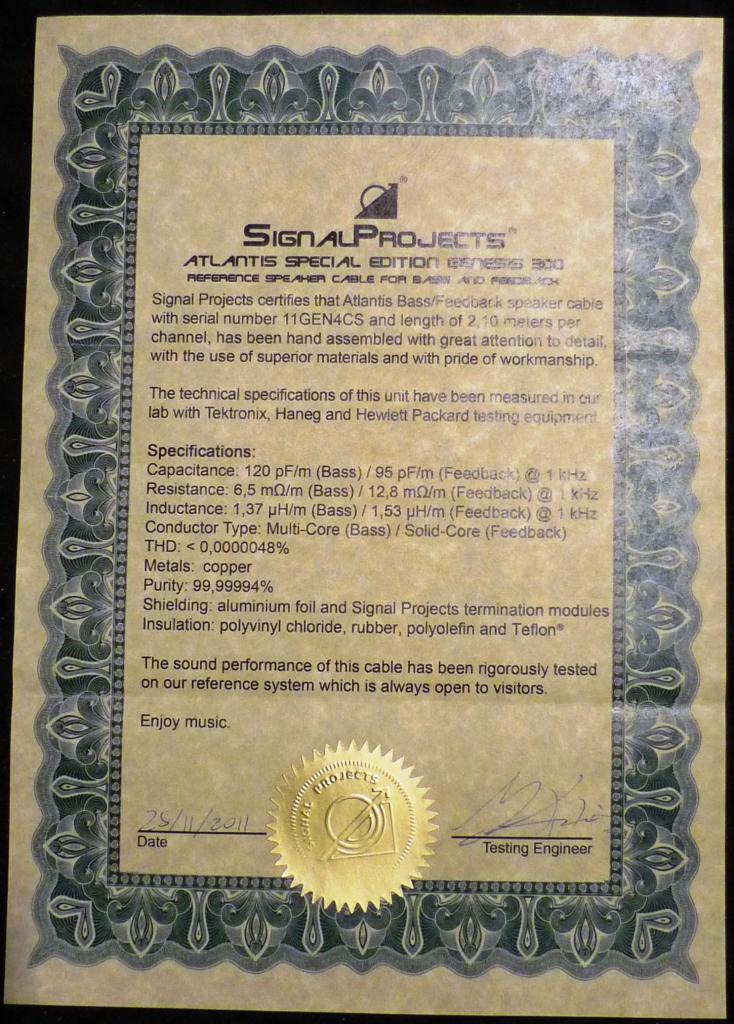 SignalProjects®
ATLANTIS SPECIAL EDITION GENESIS 300
REFERENCE SPEAKER CABLE FOR BASS AND FEEDBACK
Signal Projects certifies that Atlantis Bass/Feedback speaker cable
with serial number 11GEN4CS and length of 2,10 meters per
channel, has been hand assembled with great attention to detail,
with the use of superior materials and with pride of workmanship.
The technical specifications of this unit have been measured in our
lab with Tektronix, Haneg and Hewlett Packard testing equipment.
Specifications:
Capacitance: 120 pF/m (Bass) / 95 pF/m (Feedback) @ 1 kHz
Resistance: 6,5 mΩ/m (Bass) / 12,8 mΩ/m (Feedback) @ 1 kHz
Inductance: 1,37 µH/m (Bass) / 1,53 µH/m (Feedback) @ 1 kHz
Conductor Type: Multi-Core (Bass) / Solid-Core (Feedback)
THD: < 0,0000048%
Metals: copper
Purity: 99,99994%
Shielding: aluminium foil and Signal Projects termination modules
Insulation: polyvinyl chloride, rubber, polyolefin and Teflon®
The sound performance of this cable has been rigorously tested
on our reference system which is always open to visitors.
Enjoy music.
SIGNAL PROJECTS
25/11/2011
Date
Testing Engineer